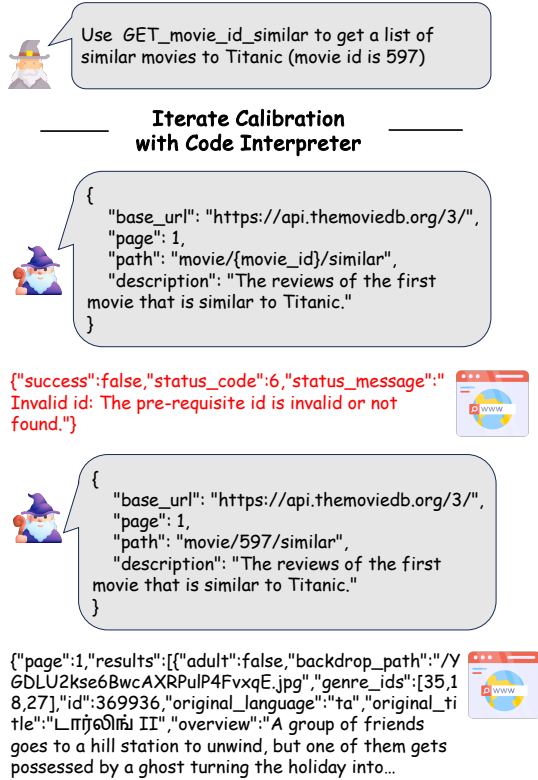 Use GET_movie_id_similar to get a list of
similar movies to Titanic (movie id is 597)
Iterate Calibration
with Code Interpreter
{
"base_url": "https://api.themoviedb.org/3/",
"page": 1,
"path": "movie/{movie_id}/similar",
"description": "The reviews of the first
movie that is similar to Titanic."
}
{"success":false,"status_code":6,"status_message":"
Invalid id: The pre-requisite id is invalid or not
found."}
www
{
"base_url": "https://api.themoviedb.org/3/",
"page": 1,
"path": "movie/597/similar",
"description": "The reviews of the first
movie that is similar to Titanic."
}
{"page":1,"results":[{"adult":false,"backdrop_path":"/Y
GDLU2kse6BwcAXRPulP4FvxqE.jpg","genre_ids":[35,1
8,27],"id":369936,"original_language":"ta","original_ti
tle":"டார்லிங் II","overview":"A group of friends
goes to a hill station to unwind, but one of them gets
possessed by a ghost turning the holiday into…
www